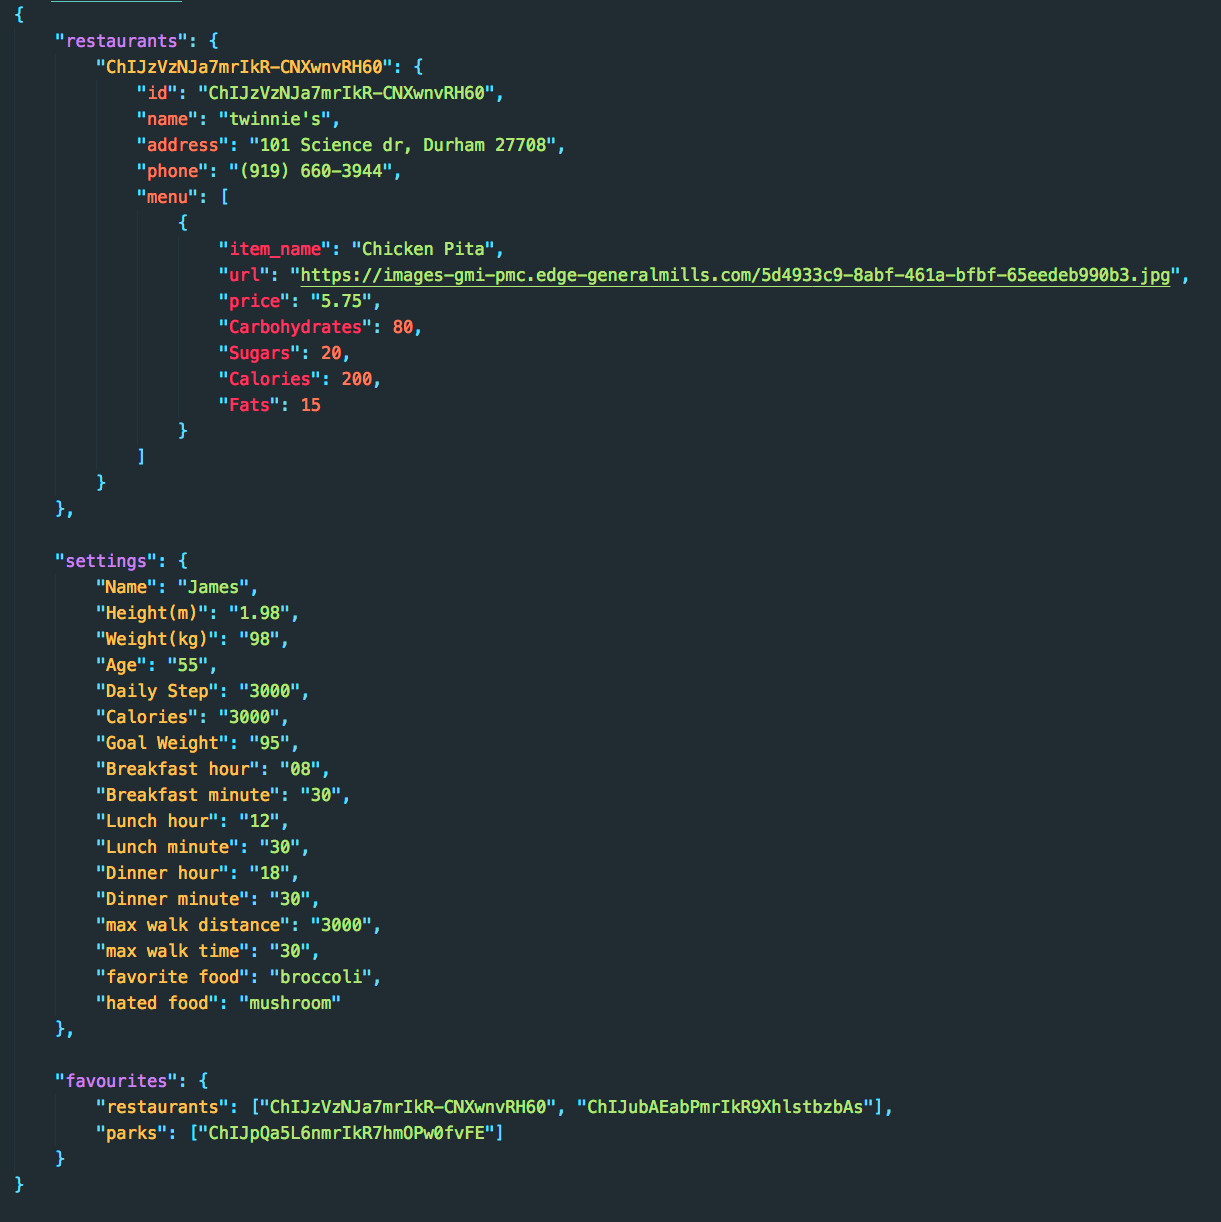 {
    "restaurants": {
        "ChIJzVzNJa7mrIkR-CNXwnvRH60": {
            "id": "ChIJzVzNJa7mrIkR-CNXwnvRH60",
            "name": "twinnie's",
            "address": "101 Science dr, Durham 27708",
            "phone": "(919) 660-3944",
            "menu": [
                {
                    "item_name": "Chicken Pita",
                    "url": "https://images-gmi-pmc.edge-generalmills.com/5d4933c9-8abf-461a-bfbf-65eedeb990b3.jpg",
                    "price": "5.75",
                    "Carbohydrates": 80,
                    "Sugars": 20,
                    "Calories": 200,
                    "Fats": 15
                }
            ]
        }
    },

    "settings": {
        "Name": "James",
        "Height(m)": "1.98",
        "Weight(kg)": "98",
        "Age": "55",
        "Daily Step": "3000",
        "Calories": "3000",
        "Goal Weight": "95",
        "Breakfast hour": "08",
        "Breakfast minute": "30",
        "Lunch hour": "12",
        "Lunch minute": "30",
        "Dinner hour": "18",
        "Dinner minute": "30",
        "max walk distance": "3000",
        "max walk time": "30",
        "favorite food": "broccoli",
        "hated food": "mushroom"
    },

    "favourites": {
        "restaurants": ["ChIJzVzNJa7mrIkR-CNXwnvRH60", "ChIJubAEabPmrIkR9XhlstbzbAs"],
        "parks": ["ChIJpQa5L6nmrIkR7hmOPw0fvFE"]
    }
}